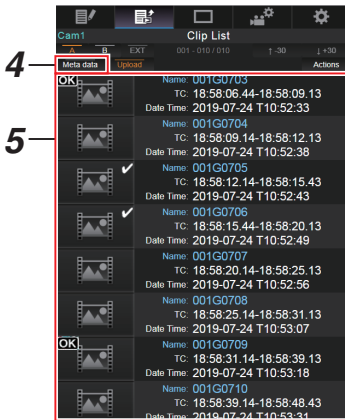 Cam1 Clip List
A B EXT 001 - 010 / 010 ↑ -30 ↓ +30
4
Meta data Upload Actions
5
OK
Name: 001G0703
TC: 18:58:06.44-18:58:09.13
Date Time: 2019-07-24 T10:52:33
Name: 001G0704
TC: 18:58:09.14-18:58:12.13
Date Time: 2019-07-24 T10:52:38
Name: 001G0705
TC: 18:58:12.14-18:58:15.43
Date Time: 2019-07-24 T10:52:43
Name: 001G0706
TC: 18:58:15.44-18:58:20.13
Date Time: 2019-07-24 T10:52:49
Name: 001G0707
TC: 18:58:20.14-18:58:25.13
Date Time: 2019-07-24 T10:52:56
Name: 001G0708
TC: 18:58:25.14-18:58:31.13
Date Time: 2019-07-24 T10:53:07
OK
Name: 001G0709
TC: 18:58:31.14-18:58:39.13
Date Time: 2019-07-24 T10:53:18
Name: 001G0710
TC: 18:58:39.14-18:58:48.43
Date Time: 2019-07-24 T10:53:31